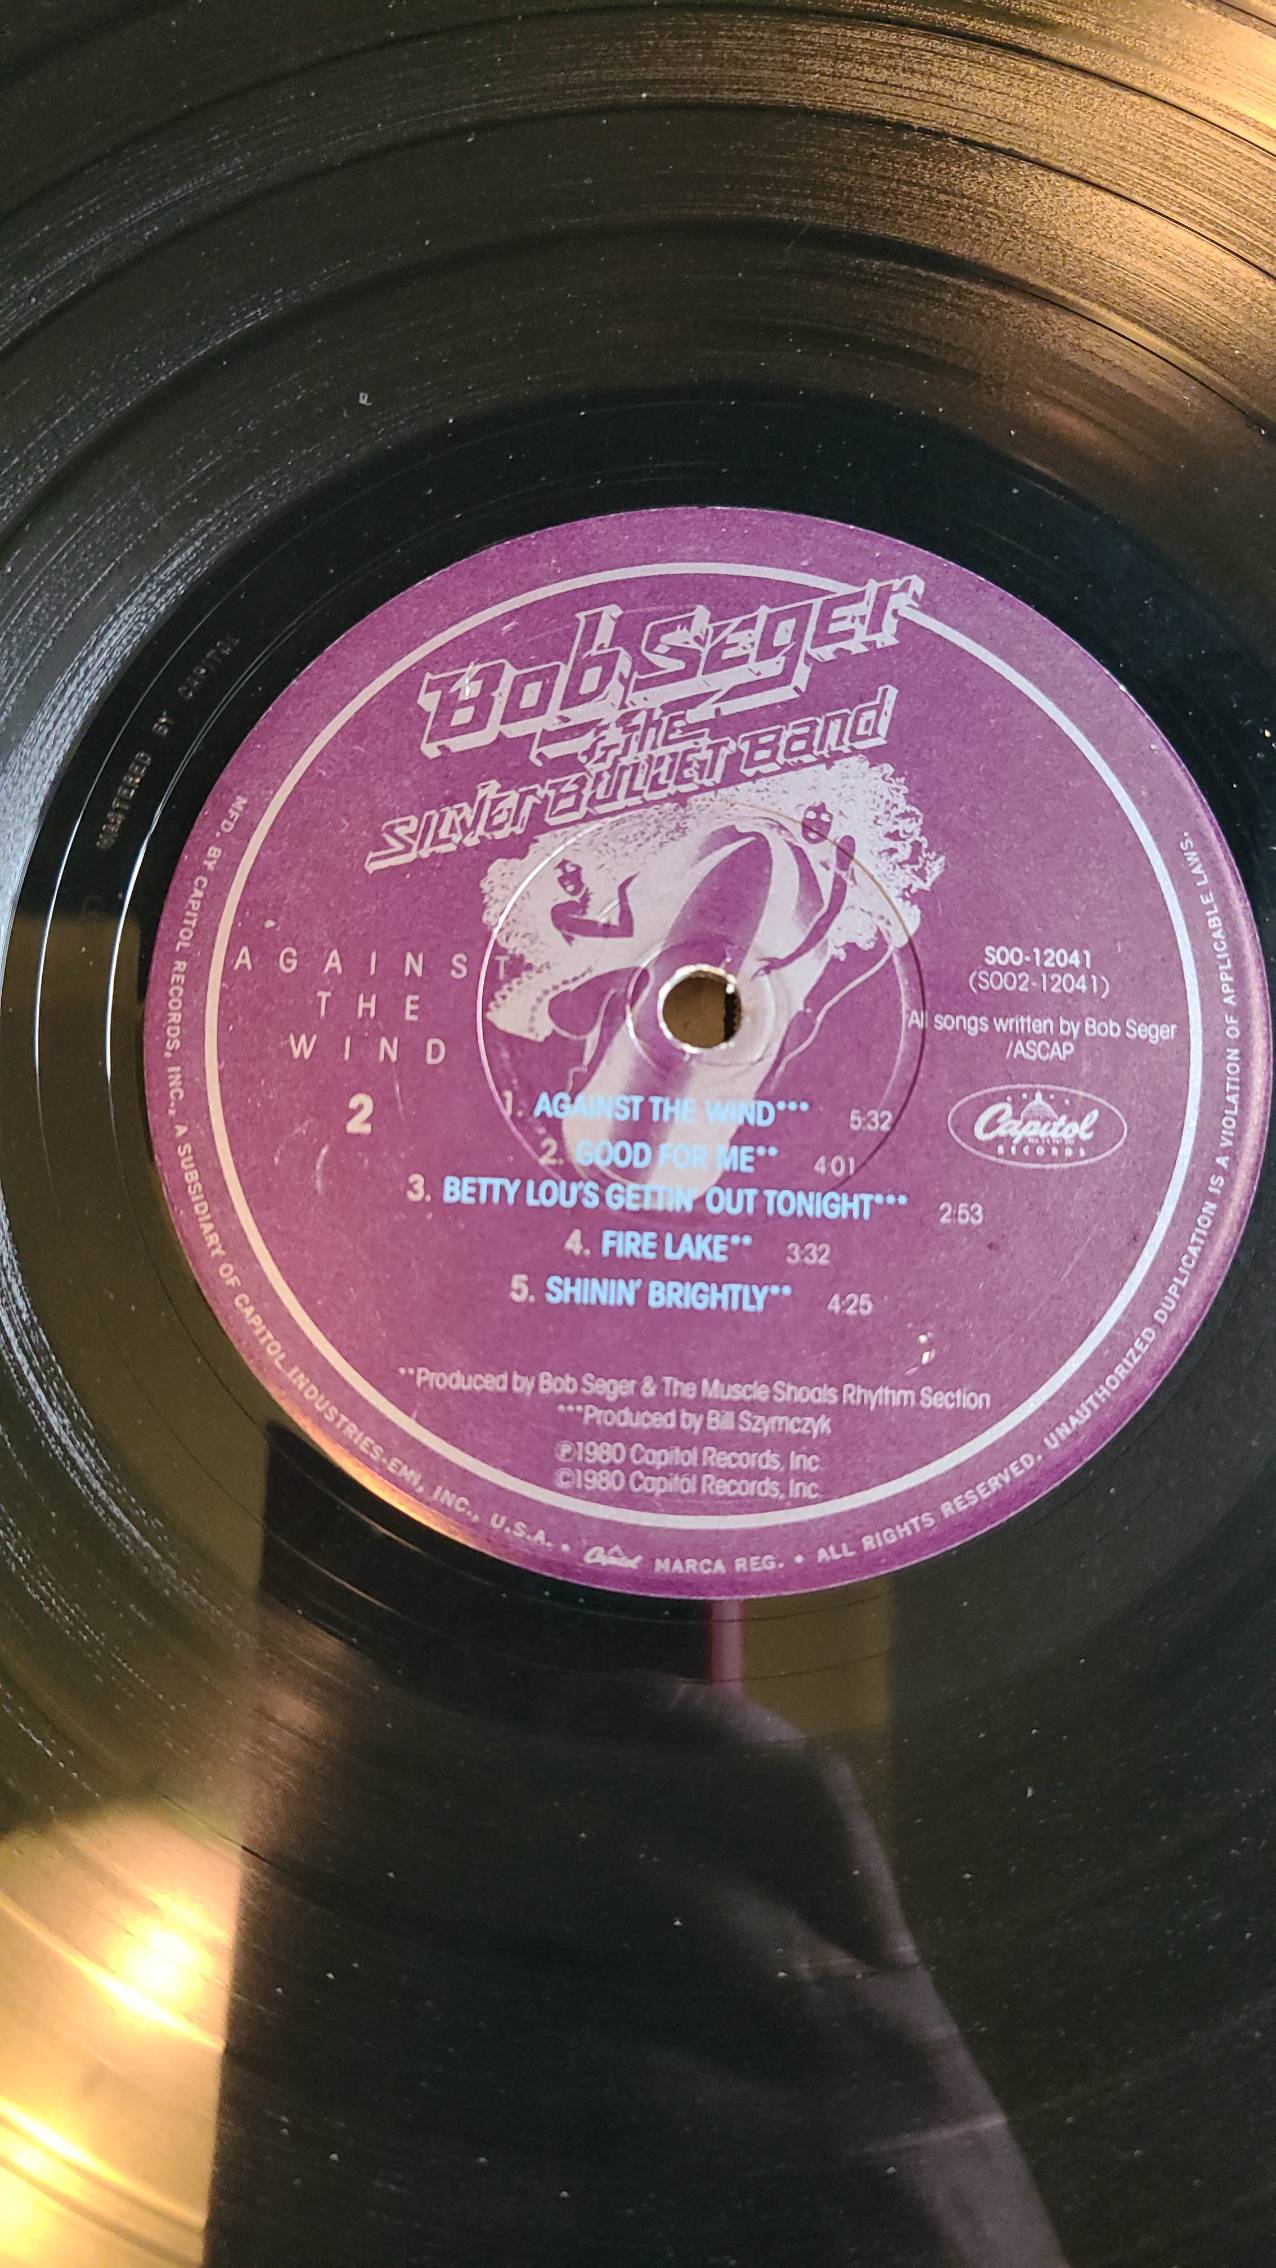 Bob Seger
& THE
SILVER BULLET Band
AGAINST
THE
WIND
2
SOO-12041
(SOO2-12041)
All songs written by Bob Seger
/ASCAP
Capitol
RECORDS
1. AGAINST THE WIND*** 5:32
2. GOOD FOR ME** 4:01
3. BETTY LOU'S GETTIN' OUT TONIGHT*** 2:53
4. FIRE LAKE** 3:32
5. SHININ' BRIGHTLY** 4:25
**Produced by Bob Seger & The Muscle Shoals Rhythm Section
***Produced by Bill Szymczyk
℗1980 Capitol Records, Inc.
©1980 Capitol Records, Inc.
MFD. BY CAPITOL RECORDS, INC., A SUBSIDIARY OF CAPITOL INDUSTRIES-EMI, INC., U.S.A. • Capitol MARCA REG. • ALL RIGHTS RESERVED. UNAUTHORIZED DUPLICATION IS A VIOLATION OF APPLICABLE LAWS.
MASTERED BY CAPITOL